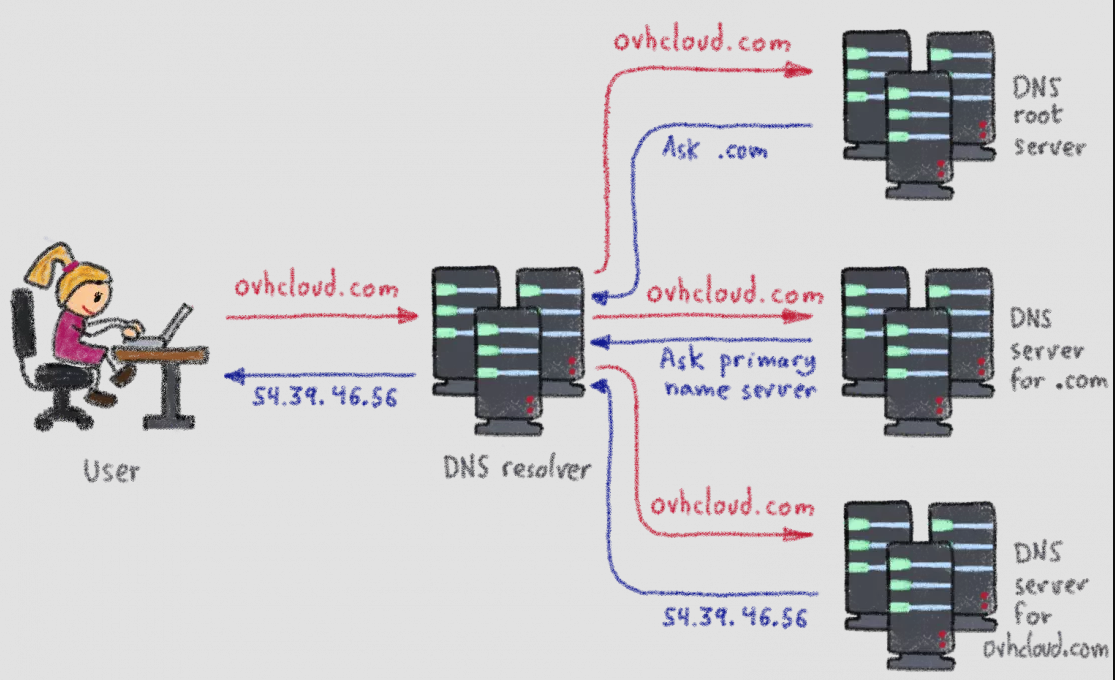 ovhcloud.com
Ask .com
DNS
root
server
ovhcloud.com
54.39.46.56
User
DNS resolver
ovhcloud.com
Ask primary
name server
DNS
server
for .com
ovhcloud.com
54.39.46.56
DNS
server
for
ovhcloud.com